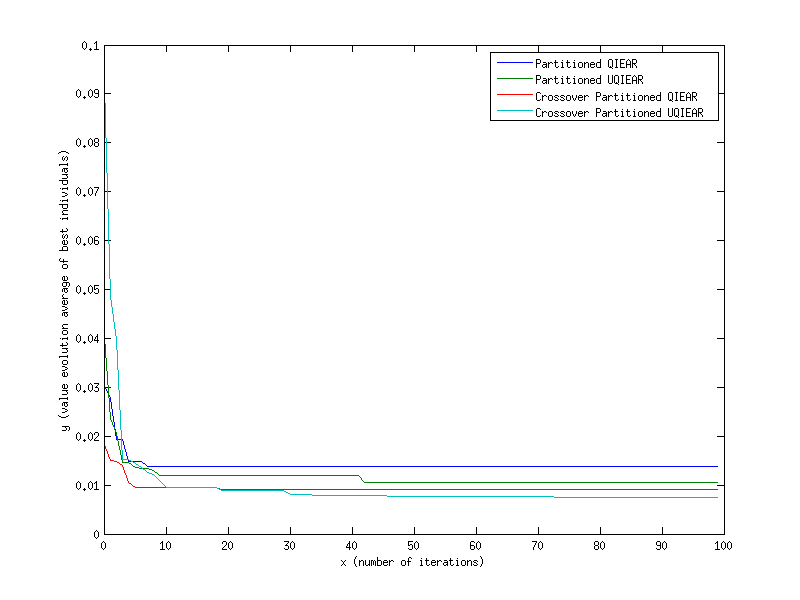 0.1
Partitioned QIEAR
Partitioned UQIEAR
Crossover Partitioned QIEAR
Crossover Partitioned UQIEAR
0.09
0.08
0.07
0.06
0.05
0.04
0.03
0.02
0.01
0
y (value evolution average of best individuals)
0 10 20 30 40 50 60 70 80 90 100
x (number of iterations)